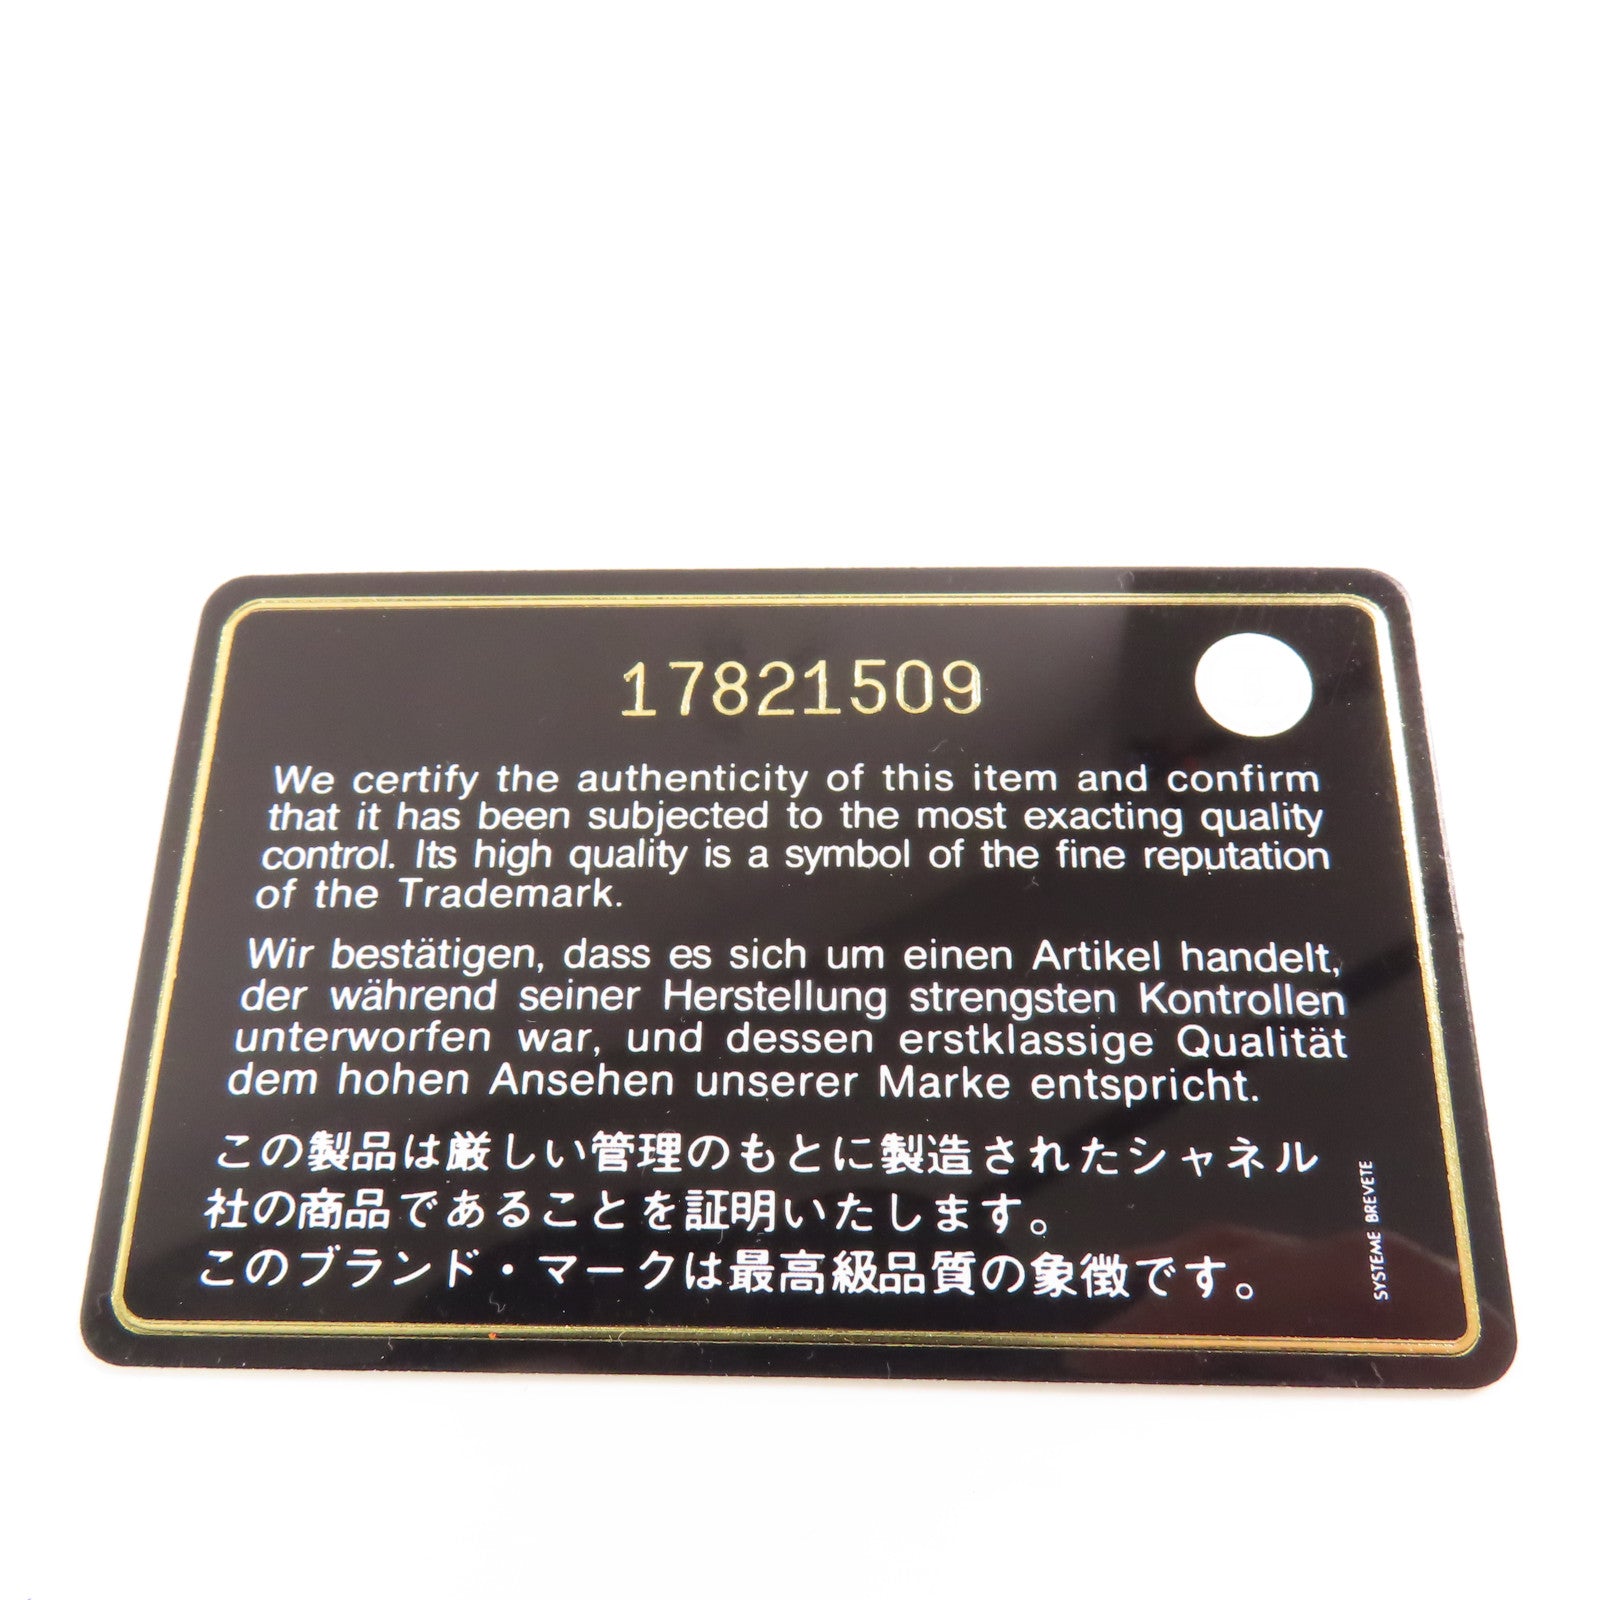 17821509
We certify the authenticity of this item and confirm
that it has been subjected to the most exacting quality
control. Its high quality is a symbol of the fine reputation
of the Trademark.
Wir bestätigen, dass es sich um einen Artikel handelt,
der während seiner Herstellung strengsten Kontrollen
unterworfen war, und dessen erstklassige Qualität
dem hohen Ansehen unserer Marke entspricht.
この製品は厳しい管理のもとに製造されたシャネル
社の商品であることを証明いたします。
このブランド・マークは最高級品質の象徴です。
SYSTEME BREVETE